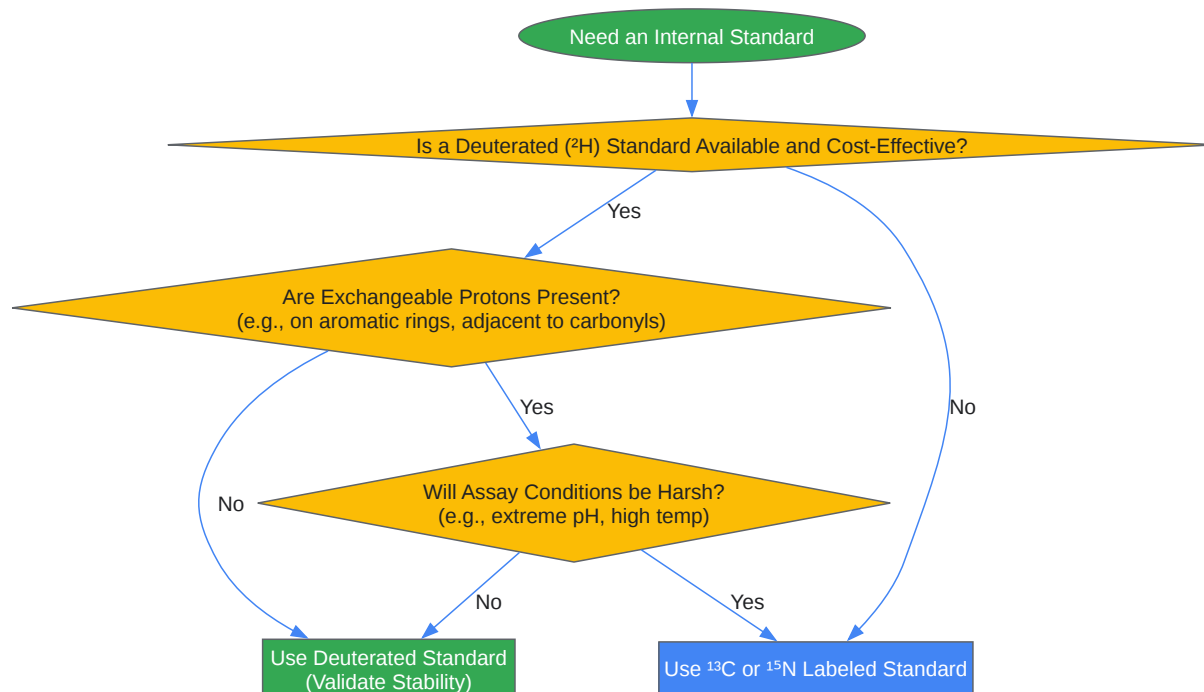 Need an Internal Standard
Is a Deuterated (²H) Standard Available and Cost-Effective?
Yes
Are Exchangeable Protons Present?
(e.g., on aromatic rings, adjacent to carbonyls)
Yes
No
Will Assay Conditions be Harsh?
(e.g., extreme pH, high temp)
No
No
Yes
Use Deuterated Standard
(Validate Stability)
Use ¹³C or ¹⁵N Labeled Standard